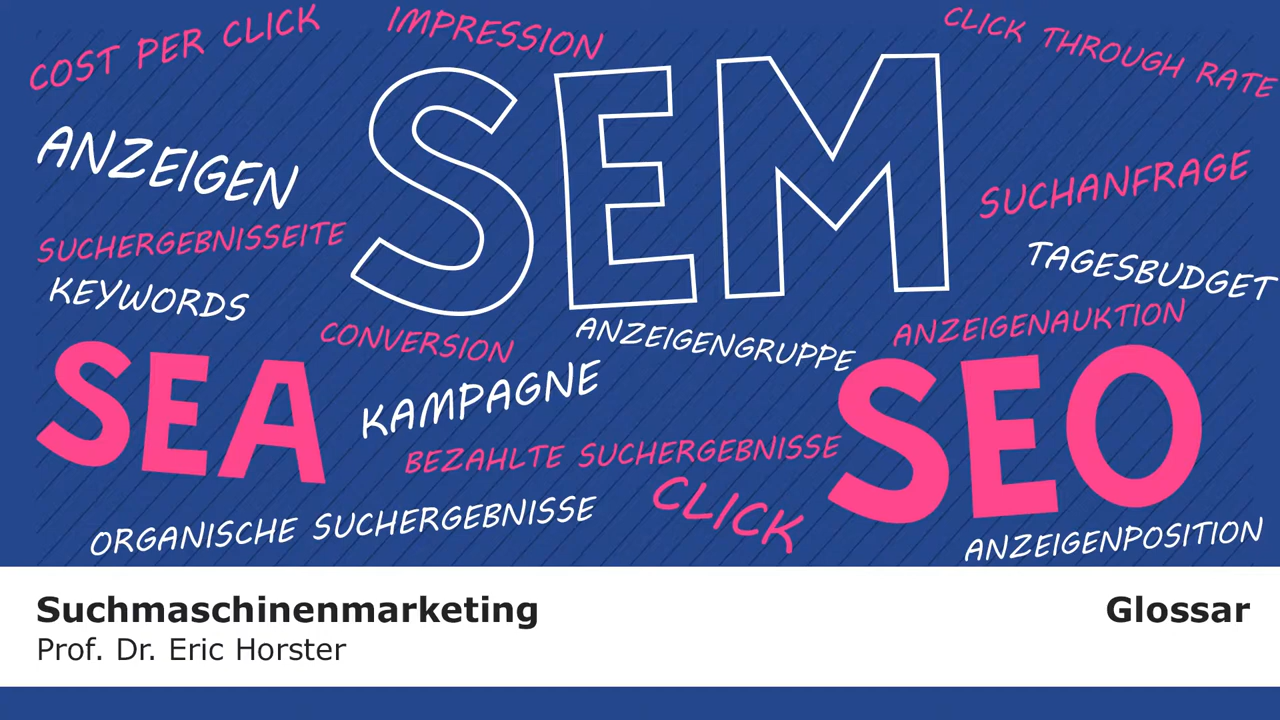 COST PER CLICK
IMPRESSION
CLICK THROUGH RATE
SEM
ANZEIGEN
SUCHANFRAGE
SUCHERGEBNISSEITE
TAGESBUDGET
KEYWORDS
CONVERSION
ANZEIGENGRUPPE
ANZEIGENAUKTION
SEA
KAMPAGNE
SEO
BEZAHLTE SUCHERGEBNISSE
CLICK
ORGANISCHE SUCHERGEBNISSE
ANZEIGENPOSITION
Suchmaschinenmarketing
Glossar
Prof. Dr. Eric Horster